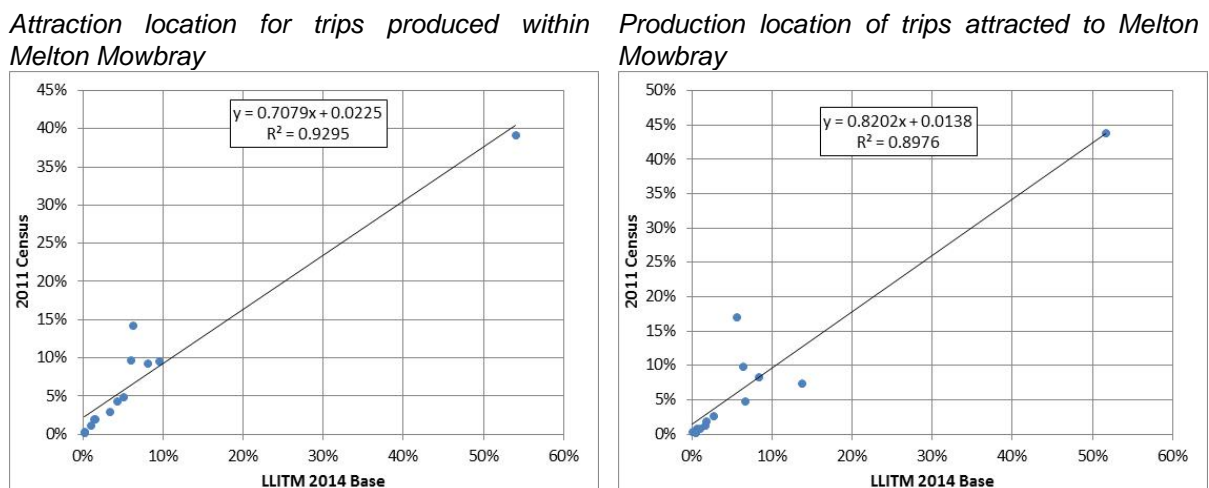 Attraction location for trips produced within
Melton Mowbray
45%
40%
35%
30%
25%
20%
15%
10%
5%
0%
2011 Census
y = 0.7079x + 0.0225
R² = 0.9295
0% 10% 20% 30% 40% 50% 60%
LLITM 2014 Base
Production location of trips attracted to Melton
Mowbray
50%
45%
40%
35%
30%
25%
20%
15%
10%
5%
0%
2011 Census
y = 0.8202x + 0.0138
R² = 0.8976
0% 10% 20% 30% 40% 50% 60%
LLITM 2014 Base